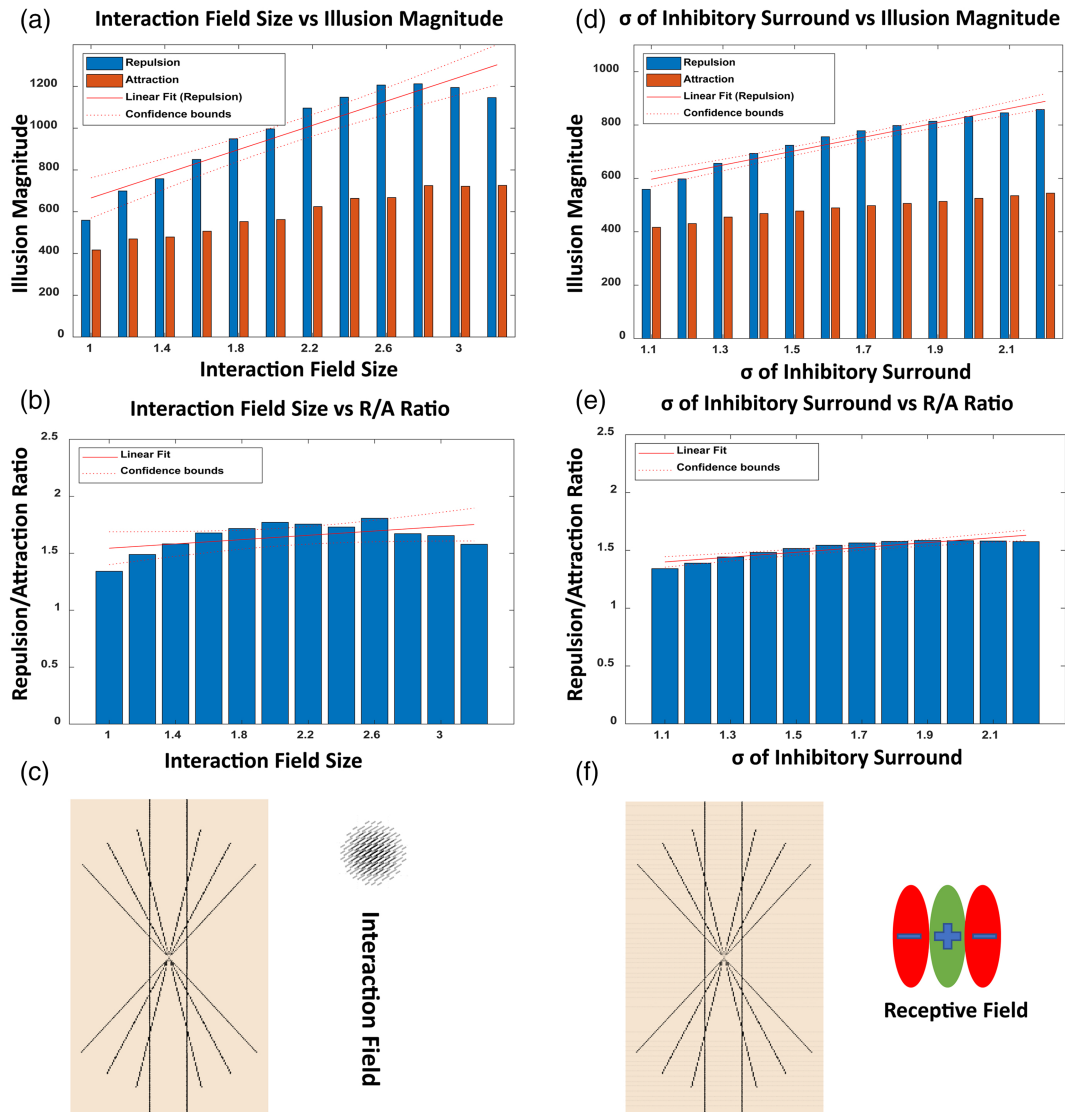 (a)
Interaction Field Size vs Illusion Magnitude
Repulsion
Attraction
Linear Fit (Repulsion)
Confidence bounds
Illusion Magnitude
1200
1000
800
600
400
200
0
1 1.4 1.8 2.2 2.6 3
Interaction Field Size
(d)
σ of Inhibitory Surround vs Illusion Magnitude
Repulsion
Attraction
Linear Fit (Repulsion)
Confidence bounds
Illusion Magnitude
1000
800
600
400
200
0
1.1 1.3 1.5 1.7 1.9 2.1
σ of Inhibitory Surround
(b)
Interaction Field Size vs R/A Ratio
Linear Fit
Confidence bounds
Repulsion/Attraction Ratio
2.5
2
1.5
1
0.5
0
1 1.4 1.8 2.2 2.6 3
Interaction Field Size
(e)
σ of Inhibitory Surround vs R/A Ratio
Linear Fit
Confidence bounds
Repulsion/Attraction Ratio
2.5
2
1.5
1
0.5
0
1.1 1.3 1.5 1.7 1.9 2.1
σ of Inhibitory Surround
(c)
Interaction Field
(f)
Receptive Field